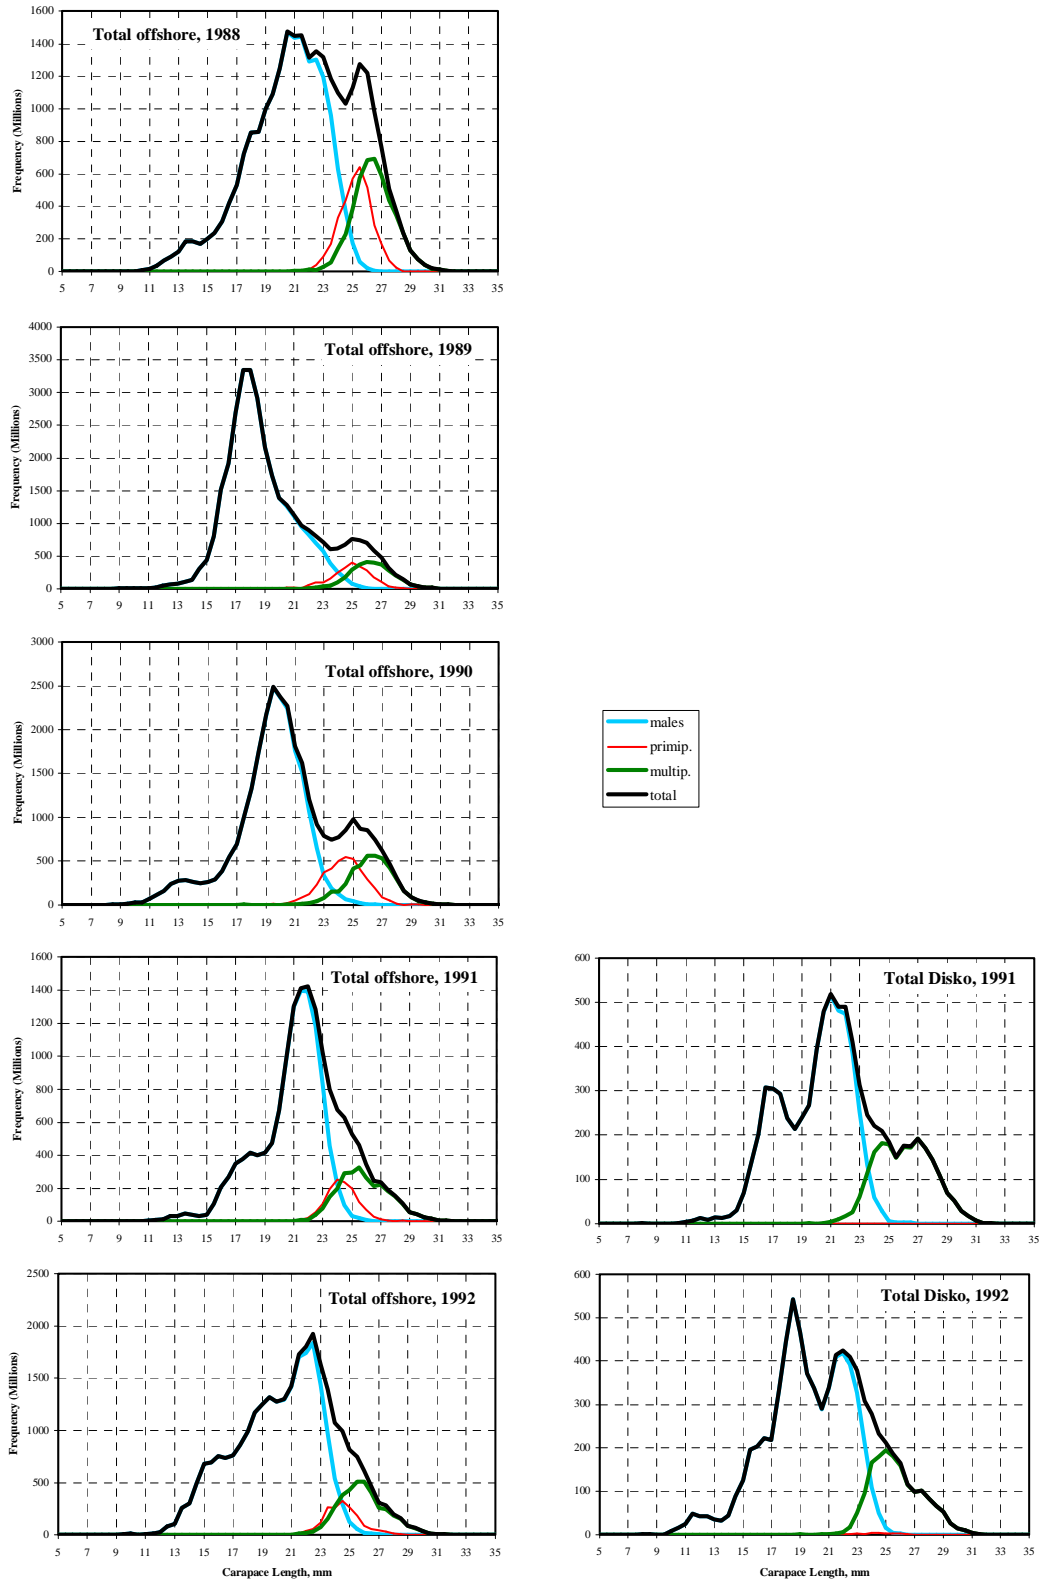 Total offshore, 1988
Frequency (Millions)
1600
1400
1200
1000
800
600
400
200
0
5 7 9 11 13 15 17 19 21 23 25 27 29 31 33 35
Total offshore, 1989
Frequency (Millions)
4000
3500
3000
2500
2000
1500
1000
500
0
5 7 9 11 13 15 17 19 21 23 25 27 29 31 33 35
Total offshore, 1990
Frequency (Millions)
3000
2500
2000
1500
1000
500
0
5 7 9 11 13 15 17 19 21 23 25 27 29 31 33 35
males
primip.
multip.
total
Total offshore, 1991
Frequency (Millions)
1600
1400
1200
1000
800
600
400
200
0
5 7 9 11 13 15 17 19 21 23 25 27 29 31 33 35
Total Disko, 1991
600
500
400
300
200
100
0
5 7 9 11 13 15 17 19 21 23 25 27 29 31 33 35
Total offshore, 1992
Frequency (Millions)
2500
2000
1500
1000
500
0
5 7 9 11 13 15 17 19 21 23 25 27 29 31 33 35
Carapace Length, mm
Total Disko, 1992
600
500
400
300
200
100
0
5 7 9 11 13 15 17 19 21 23 25 27 29 31 33 35
Carapace Length, mm